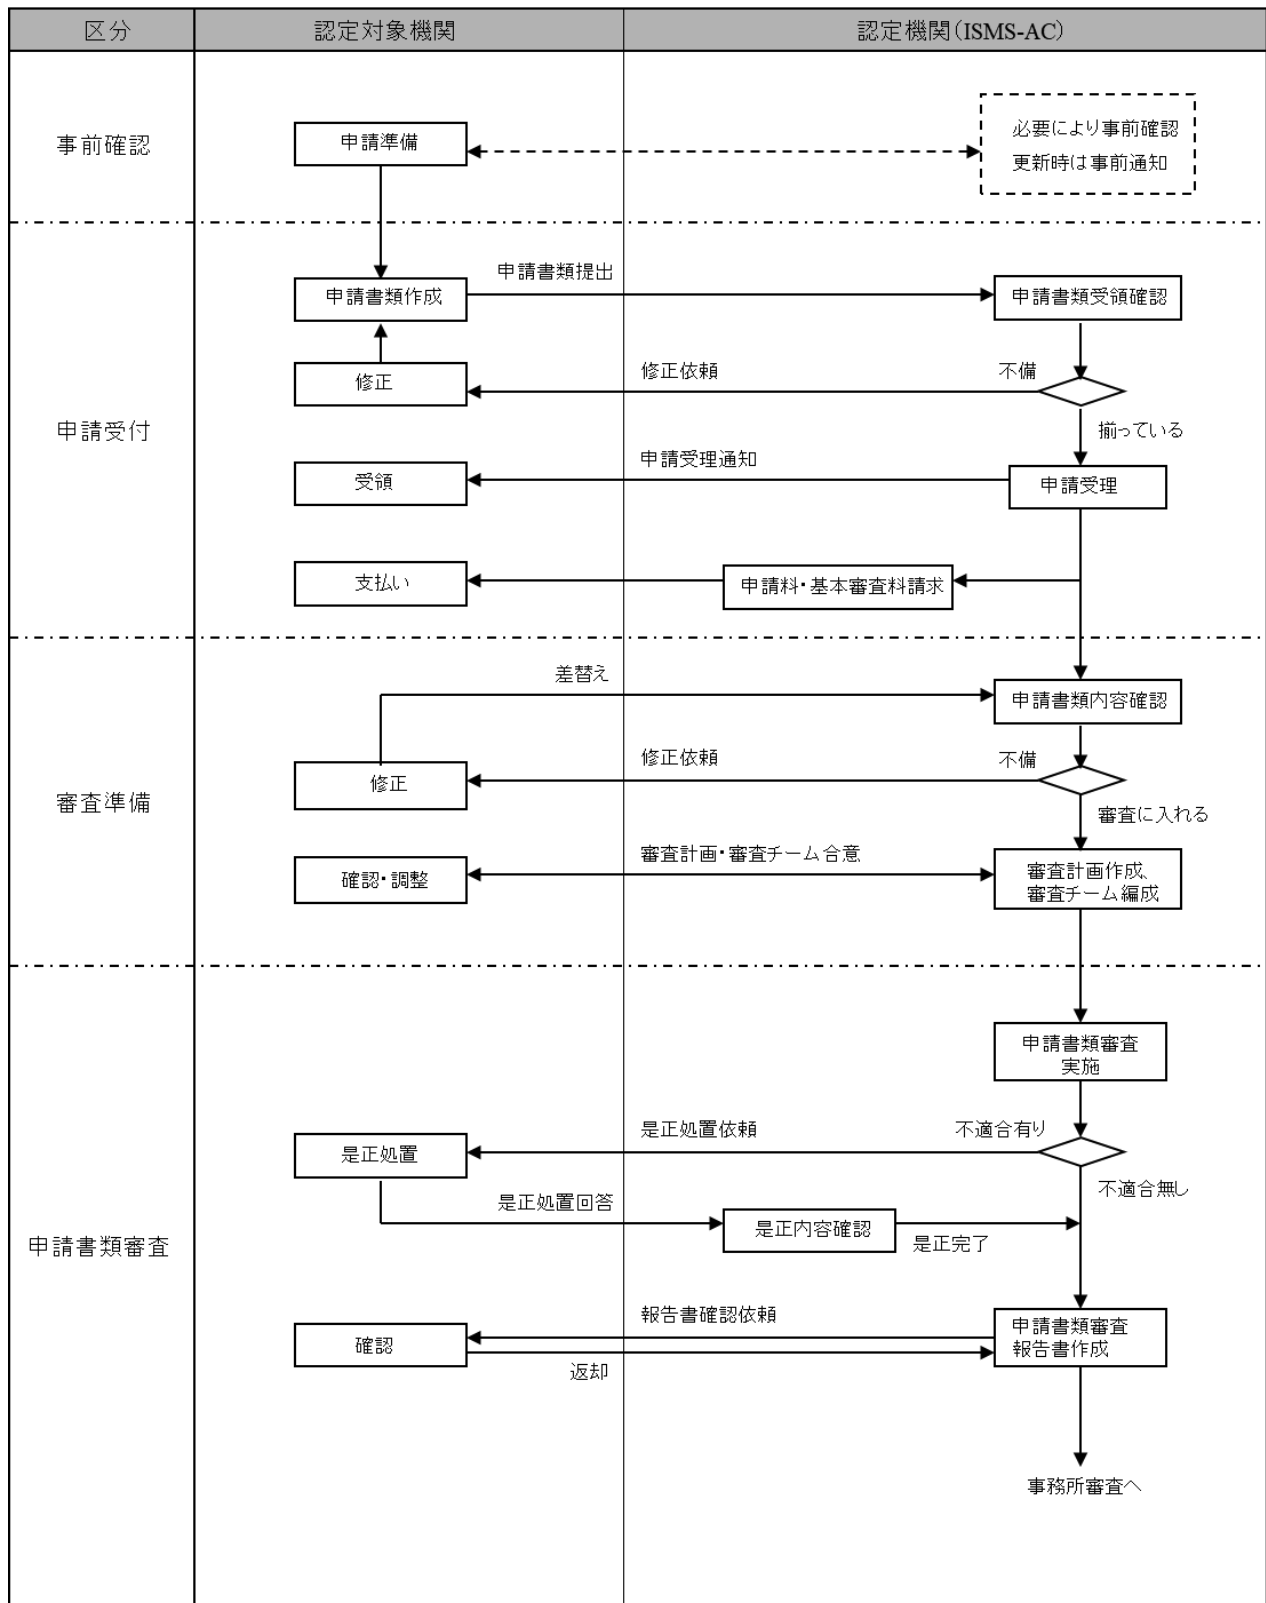 区分
認定対象機関
認定機関(ISMS-AC)
事前確認
申請準備
必要により事前確認
更新時は事前通知
申請受付
申請書類提出
申請書類作成
申請書類受領確認
修正
修正依頼
不備
揃っている
受領
申請受理通知
申請受理
支払い
申請料・基本審査料請求
審査準備
差替え
申請書類内容確認
修正
修正依頼
不備
審査に入れる
確認・調整
審査計画・審査チーム合意
審査計画作成、
審査チーム編成
申請書類審査
申請書類審査
実施
是正処置
是正処置依頼
不適合有り
不適合無し
是正処置回答
是正内容確認
是正完了
確認
報告書確認依頼
返却
申請書類審査
報告書作成
事務所審査へ